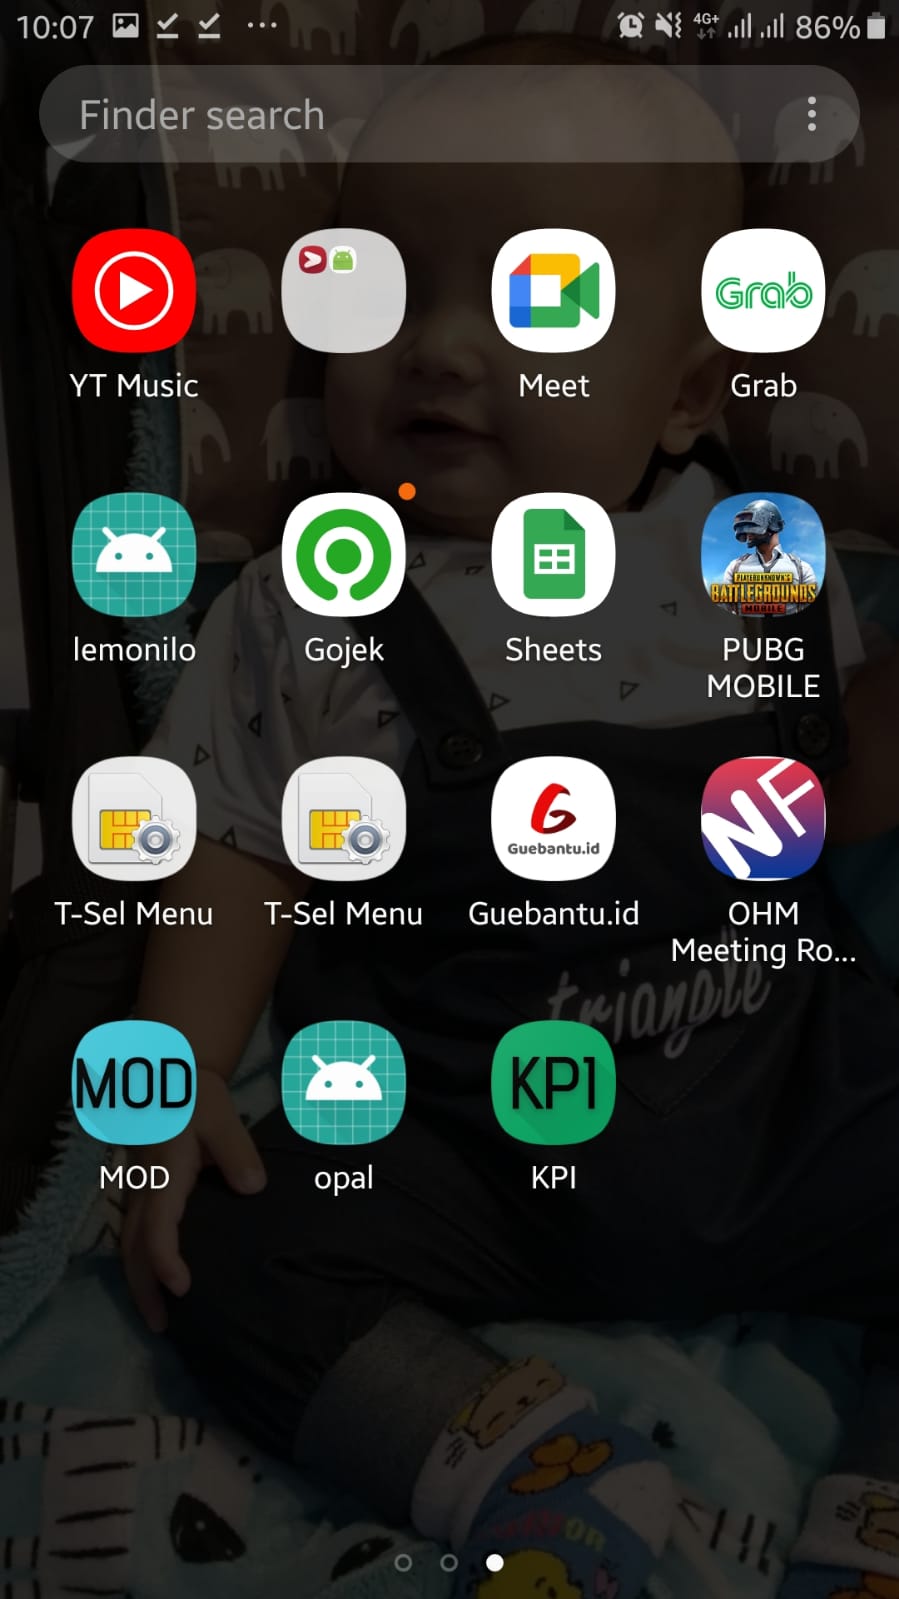 10:07
4G+
86%
Finder search
Grab
YT Music
Meet
Grab
PLAYERUNKNOWN'S
BATTLEGROUNDS
MOBILE
lemonilo
Gojek
Sheets
PUBG
MOBILE
Guebantu.id
NF
T-Sel Menu
T-Sel Menu
Guebantu.id
OHM
Meeting Ro...
triangle
MOD
KPI
MOD
opal
KPI